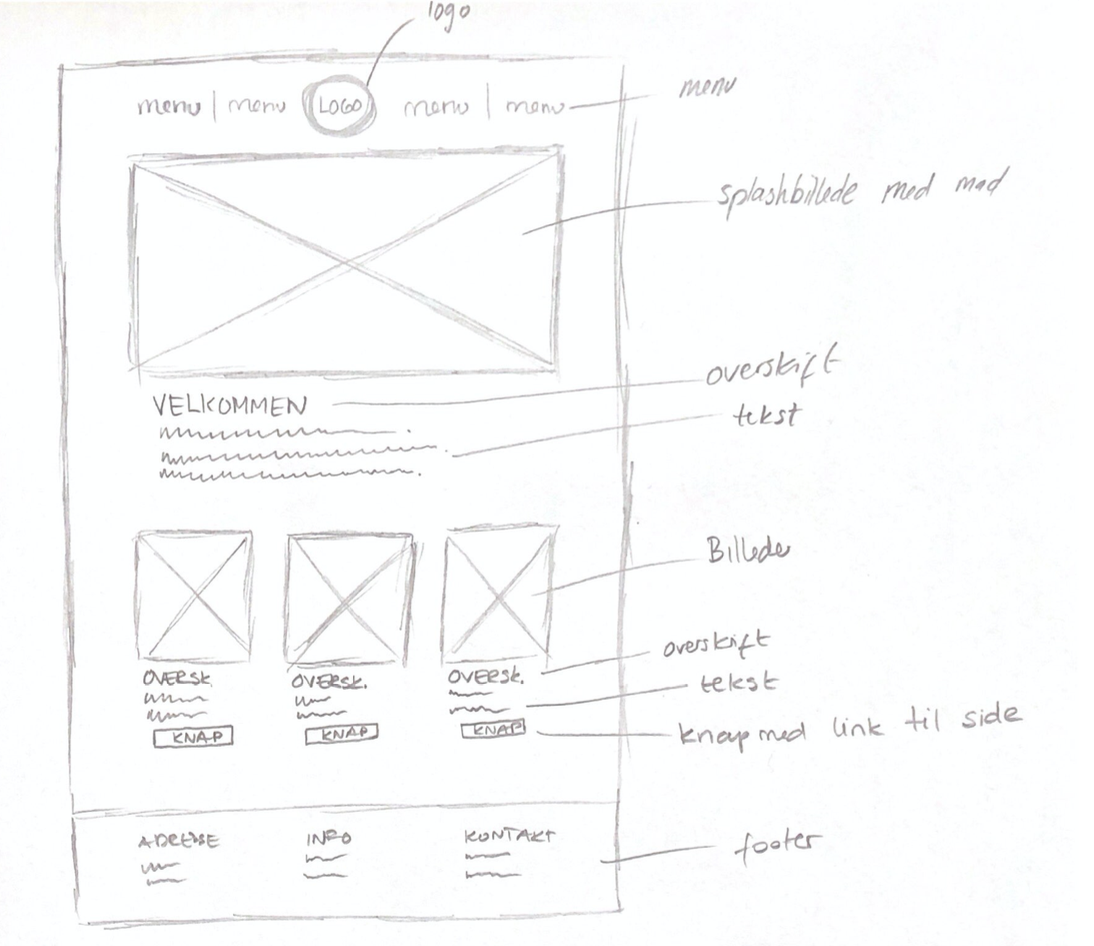 logo
menu | menu LOGO menu | menu
menu
splashbillede med mad
VELKOMMEN
overskift
tekst
Billede
OVERSK. OVERSK. OVERSK.
overskrift
tekst
KNAP KNAP KNAP
knap med link til side
ADRESSE INFO KONTAKT
footer